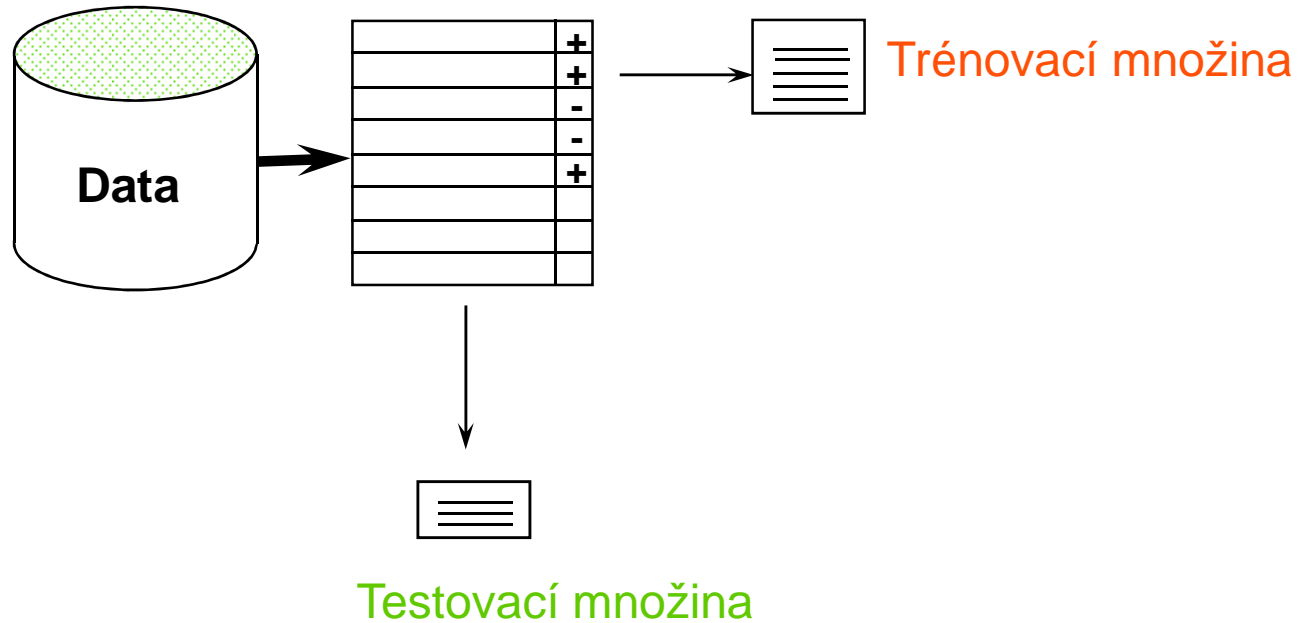 +
+
-
-
+
Data
Trénovací množina
Testovací množina